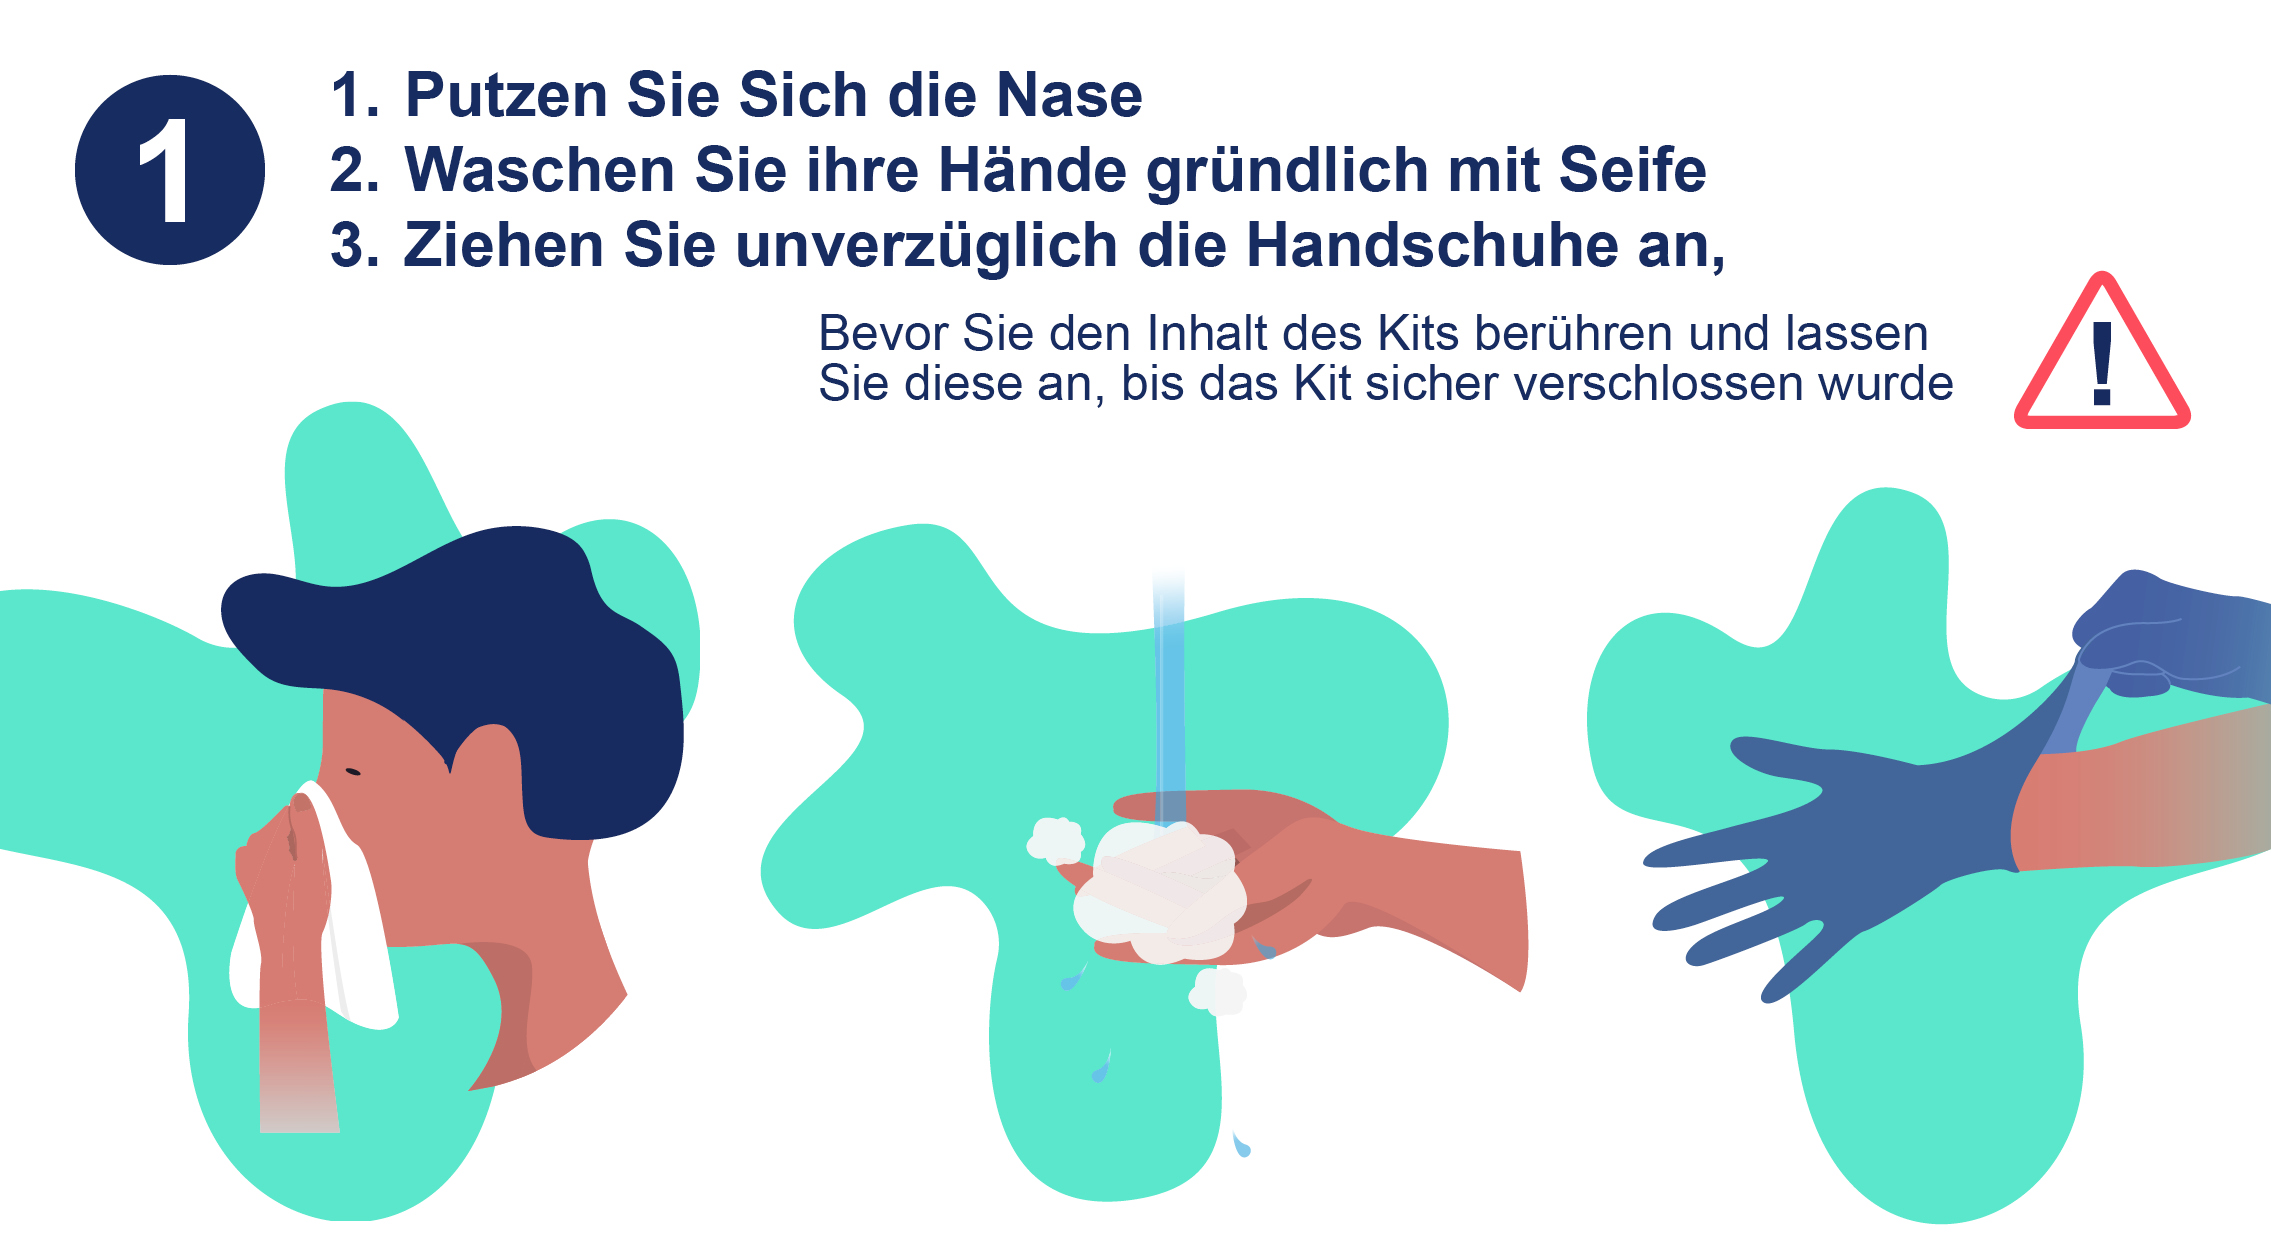 1
1. Putzen Sie Sich die Nase
2. Waschen Sie ihre Hände gründlich mit Seife
3. Ziehen Sie unverzüglich die Handschuhe an,
Bevor Sie den Inhalt des Kits berühren und lassen
Sie diese an, bis das Kit sicher verschlossen wurde
!